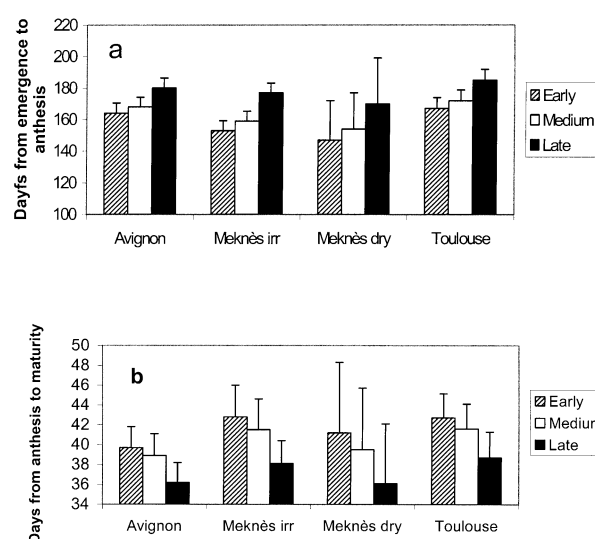 220
200
180
160
140
120
100
Dayfs from emergence to
anthesis
a
Early
Medium
Late
Avignon
Meknès irr
Meknès dry
Toulouse
50
48
46
44
42
40
38
36
34
Days from anthesis to maturity
b
Early
Mediur
Late
Avignon
Meknès irr
Meknès dry
Toulouse